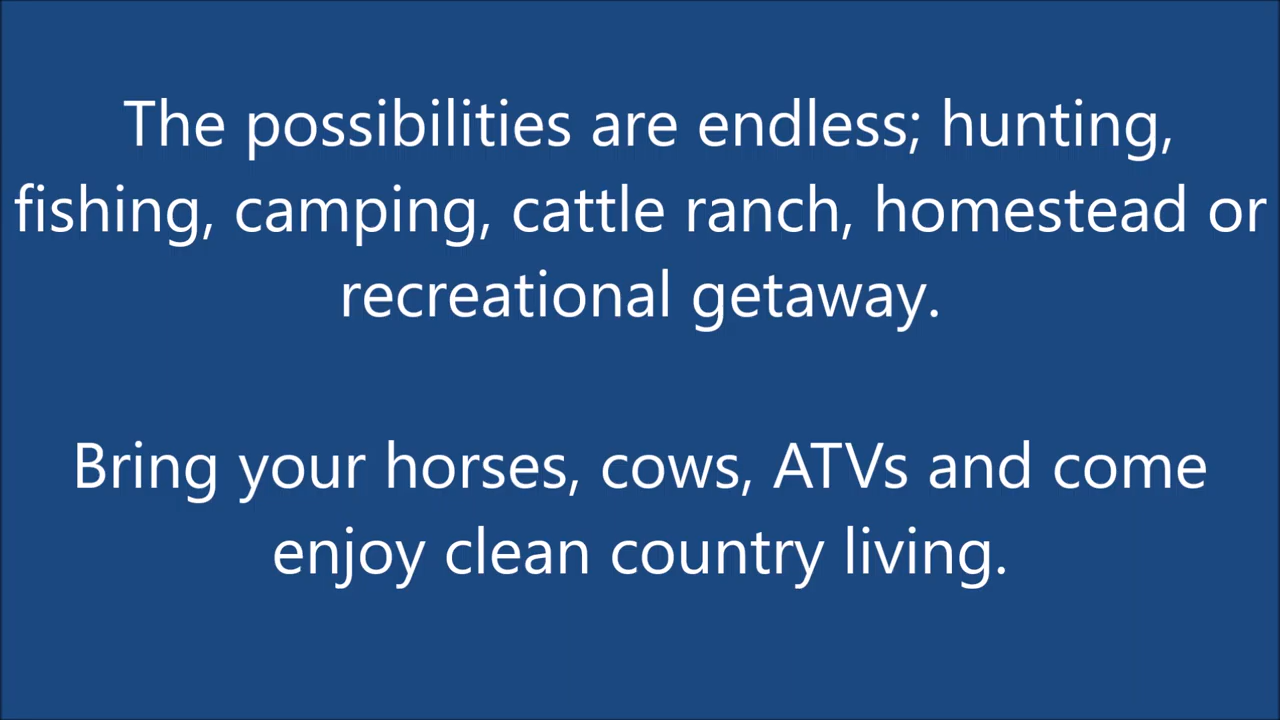 The possibilities are endless; hunting,
fishing, camping, cattle ranch, homestead or
recreational getaway.
Bring your horses, cows, ATVs and come
enjoy clean country living.